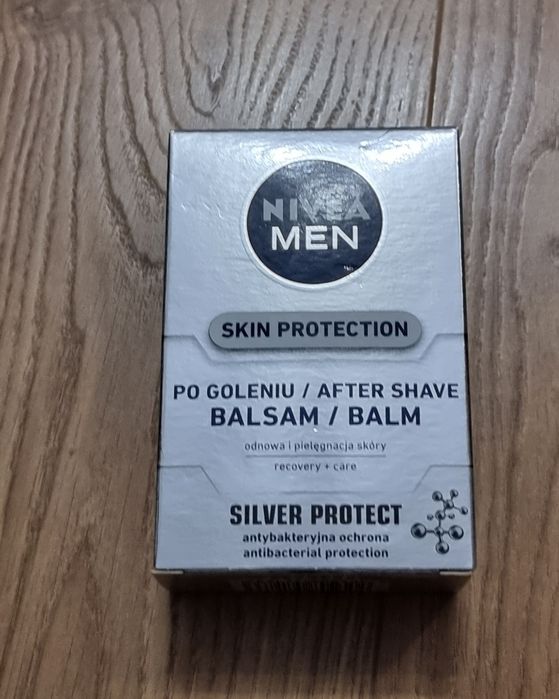 NIVEA
MEN
SKIN PROTECTION
PO GOLENIU / AFTER SHAVE
BALSAM / BALM
odnowa i pielęgnacja skóry
recovery + care
SILVER PROTECT
antybakteryjna ochrona
antibacterial protection